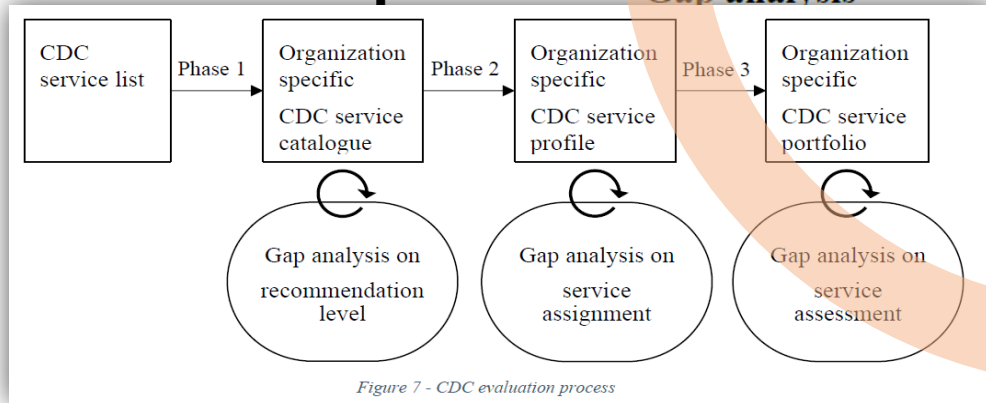 Gap analysis
CDC
service list
Phase 1
Organization
specific
CDC service
catalogue
Phase 2
Organization
specific
CDC service
profile
Phase 3
Organization
specific
CDC service
portfolio
Gap analysis on
recommendation
level
Gap analysis on
service
assignment
Gap analysis on
service
assessment
Figure 7 - CDC evaluation process